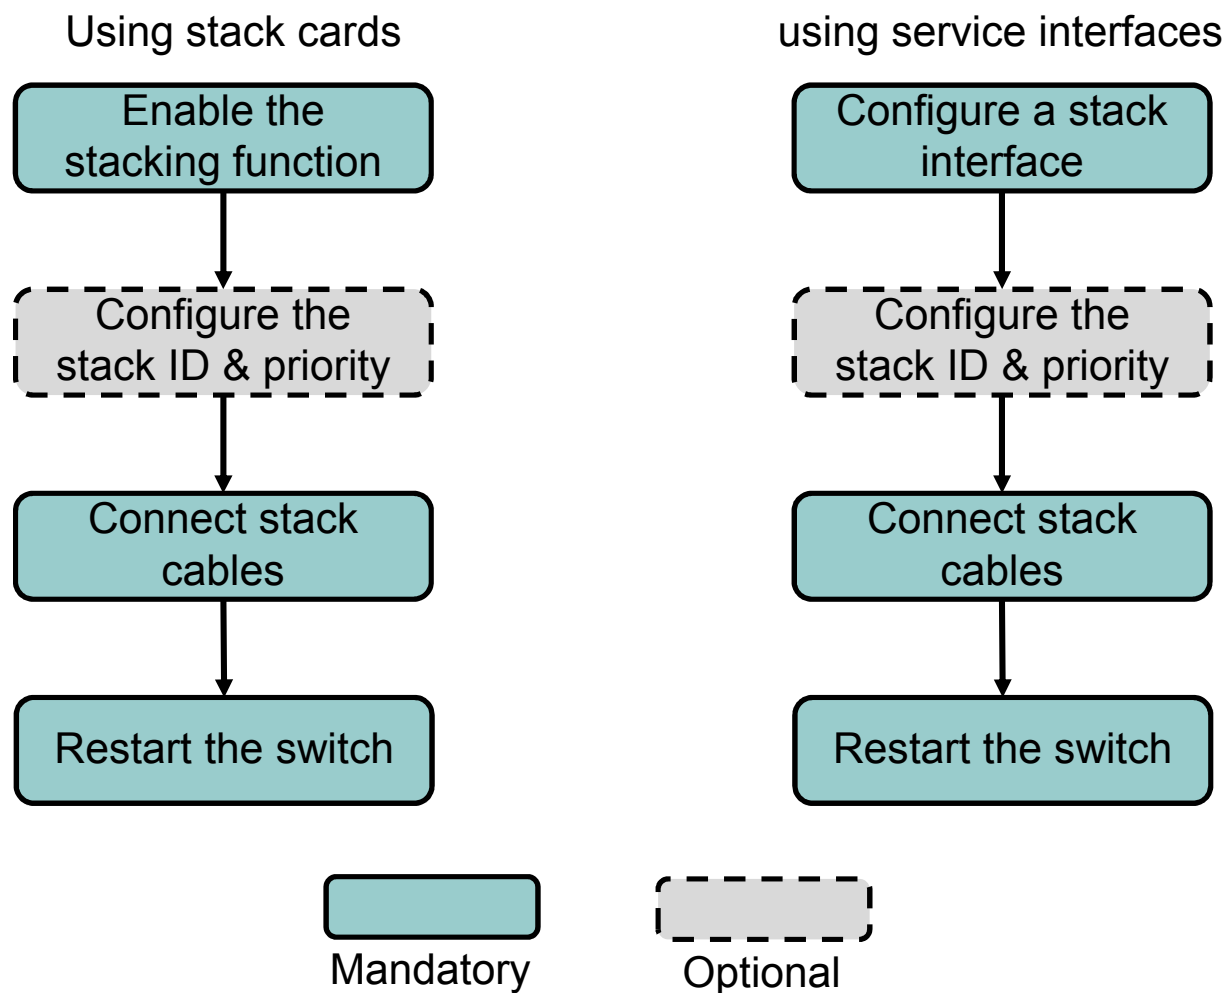 Using stack cards
Enable the
stacking function
Configure the
stack ID & priority
Connect stack
cables
Restart the switch
using service interfaces
Configure a stack
interface
Configure the
stack ID & priority
Connect stack
cables
Restart the switch
Mandatory
Optional